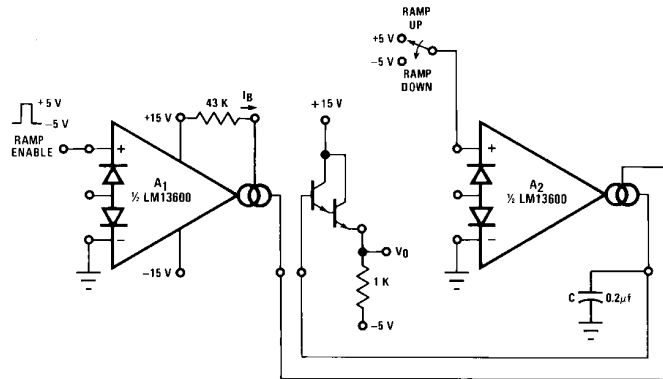 RAMP
UP
+5 V
-5 V
RAMP
DOWN
I_B
+15 V
43 K
+ 15 V
+ 5 V
-5 V
RAMP
ENABLE
+
A1
½ LM13600
-
-15 V
V0
1 K
-5 V
+
A2
½ LM13600
-
C
0.2µf